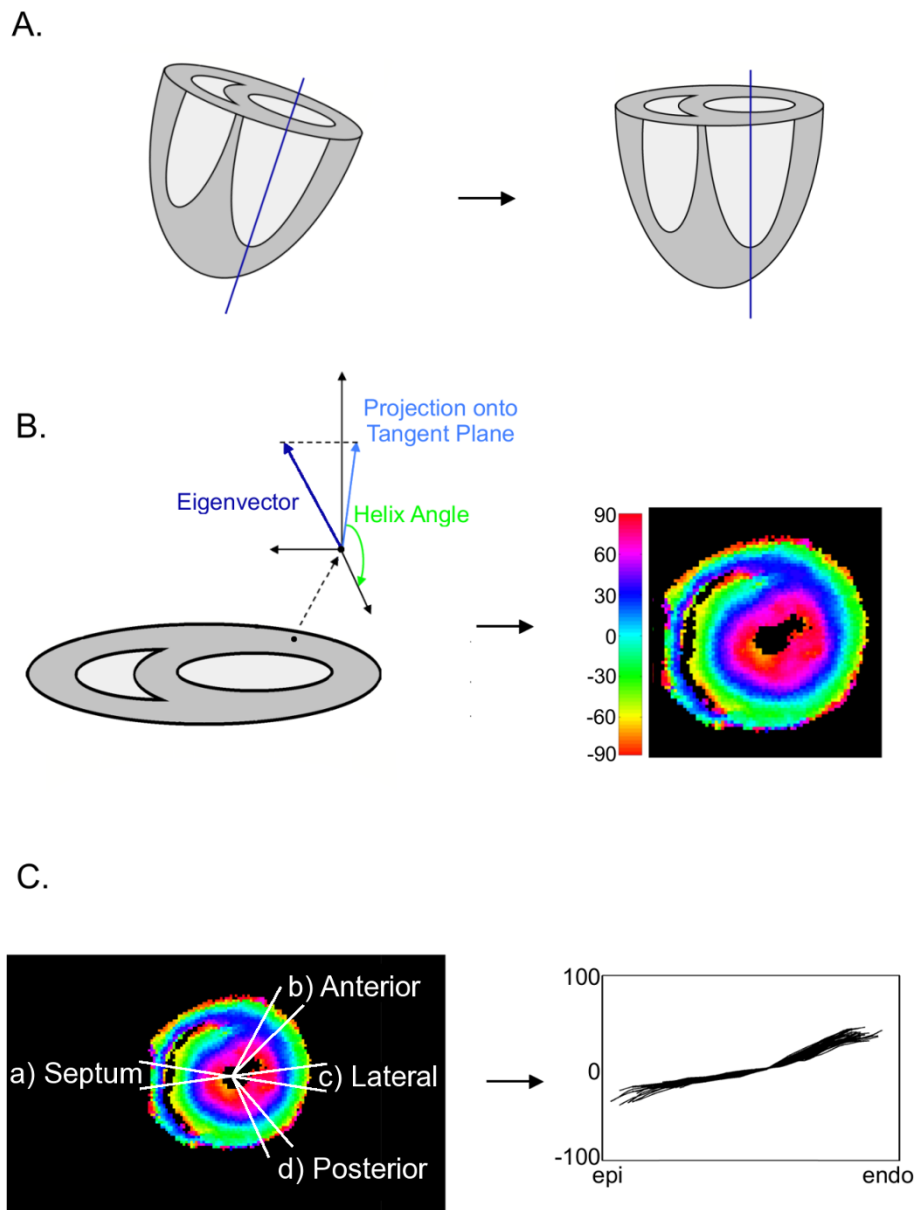 A.
B.
Projection onto
Tangent Plane
Eigenvector
Helix Angle
90
60
30
0
-30
-60
-90
C.
b) Anterior
a) Septum
c) Lateral
d) Posterior
100
0
-100
epi
endo